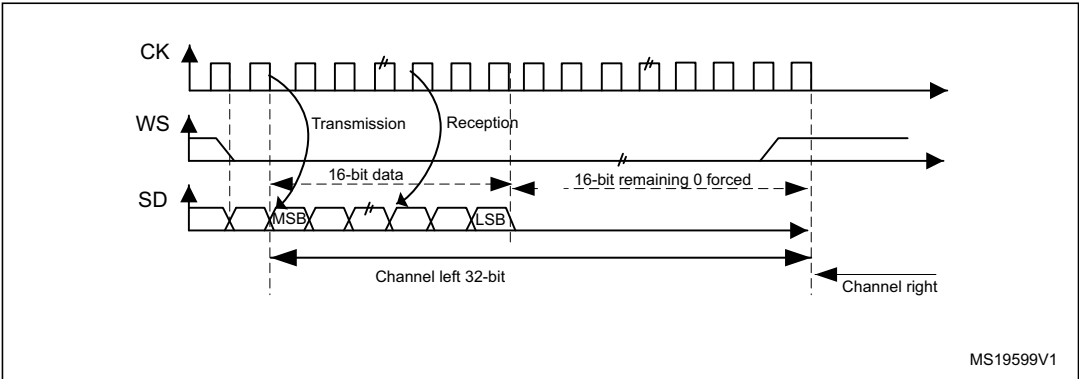 CK
Transmission
Reception
WS
16-bit data
16-bit remaining 0 forced
SD
MSB
LSB
Channel left 32-bit
Channel right
MS19599V1